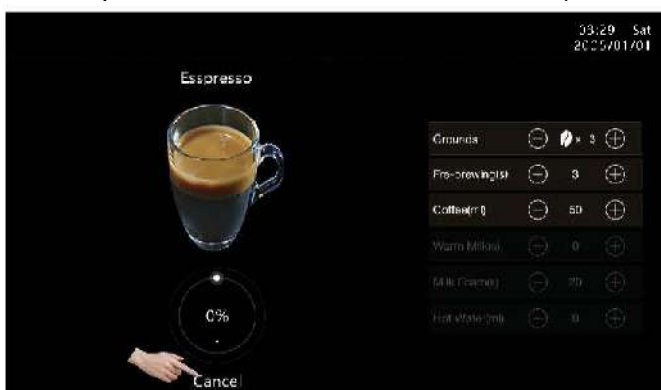 03:29 Sat
2005/01/01
Esspresso
Grounds × 3
Pre-brewing(s) 3
Coffee(ml) 50
Warm Milk(s) 0
Milk Foam(s) 20
Hot Water(ml) 0
0%
Cancel